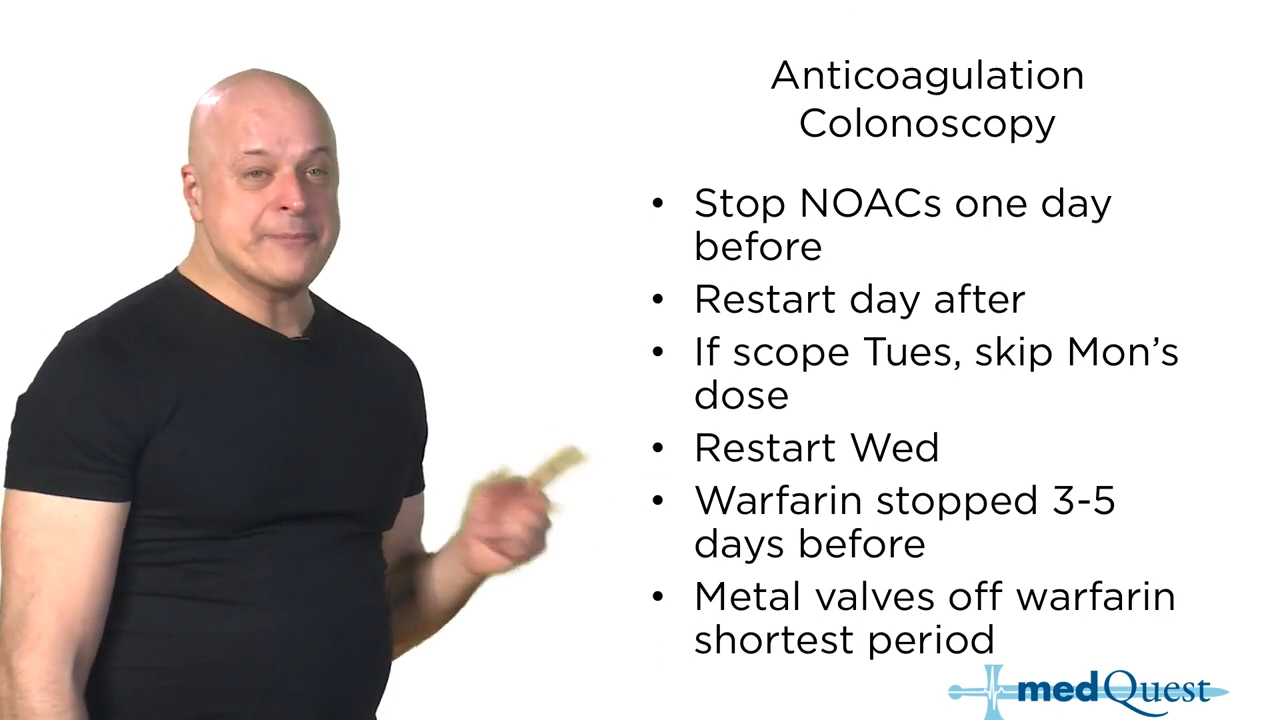 Anticoagulation
Colonoscopy
• Stop NOACs one day
before
• Restart day after
• If scope Tues, skip Mon’s
dose
• Restart Wed
• Warfarin stopped 3-5
days before
• Metal valves off warfarin
shortest period
medQuest